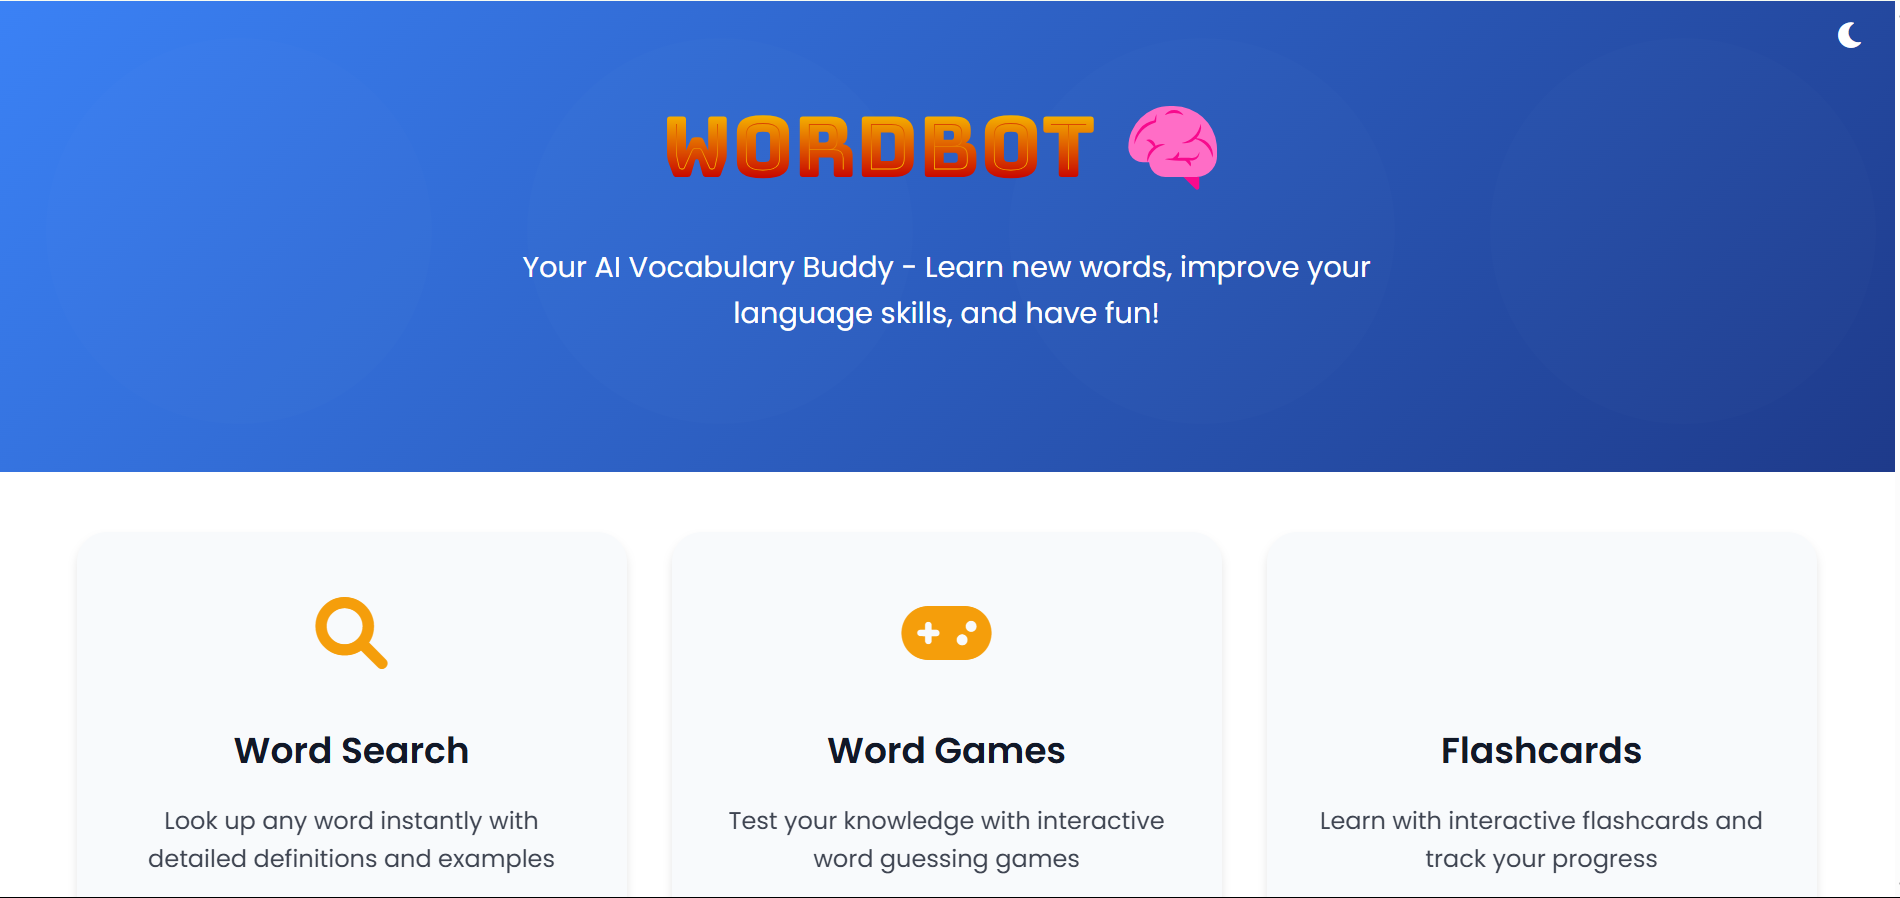 WORDBOT
Your AI Vocabulary Buddy - Learn new words, improve your
language skills, and have fun!
Word Search
Look up any word instantly with
detailed definitions and examples
Word Games
Test your knowledge with interactive
word guessing games
Flashcards
Learn with interactive flashcards and
track your progress